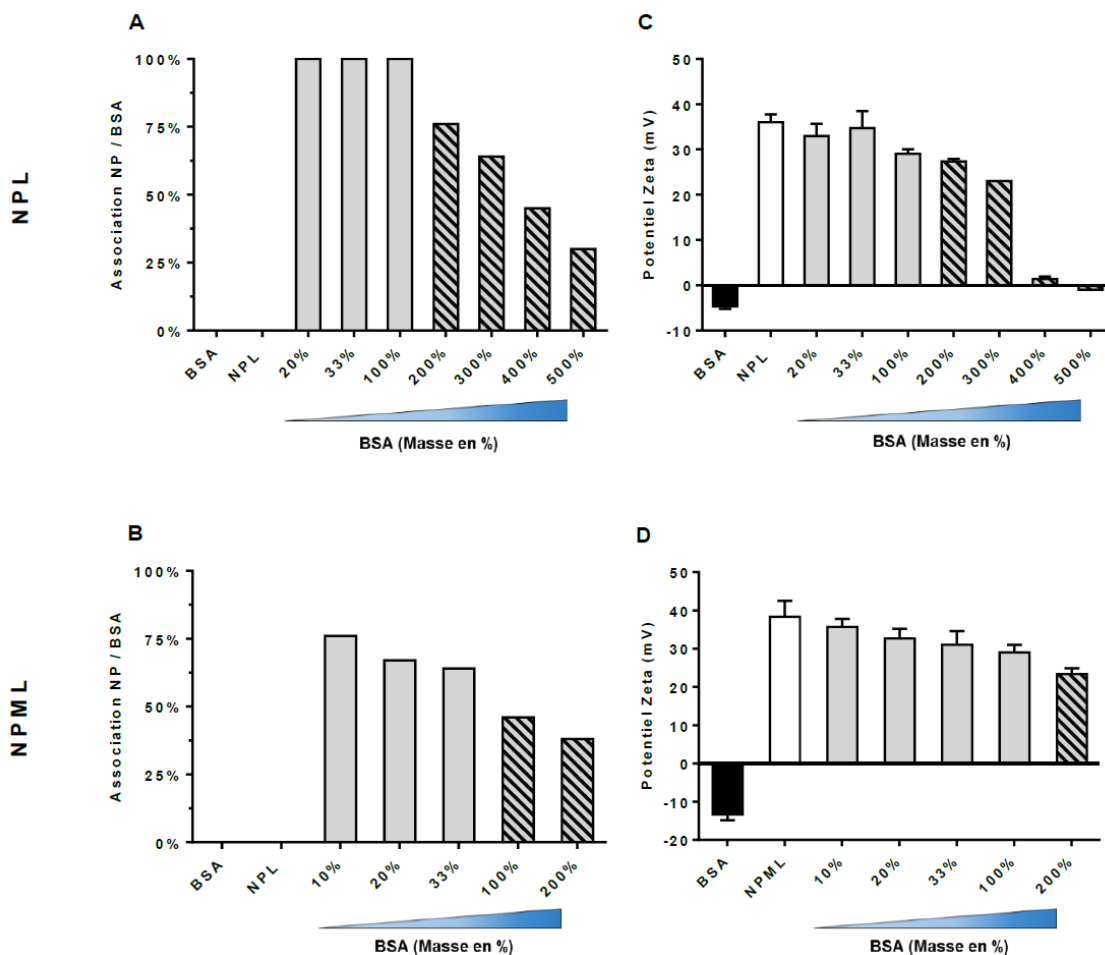 NPL
A
Association NP / BSA
100%
75%
50%
25%
0%
BSA NPL 20% 33% 100% 200% 300% 400% 500%
BSA (Masse en %)
C
Potentiel Zeta (mV)
50
40
30
20
10
0
-10
BSA NPL 20% 33% 100% 200% 300% 400% 500%
BSA (Masse en %)
NPML
B
Association NP / BSA
100%
75%
50%
25%
0%
BSA NPL 10% 20% 33% 100% 200%
BSA (Masse en %)
D
Potentiel Zeta (mV)
50
40
30
20
10
0
-10
-20
BSA NPML 10% 20% 33% 100% 200%
BSA (Masse en %)